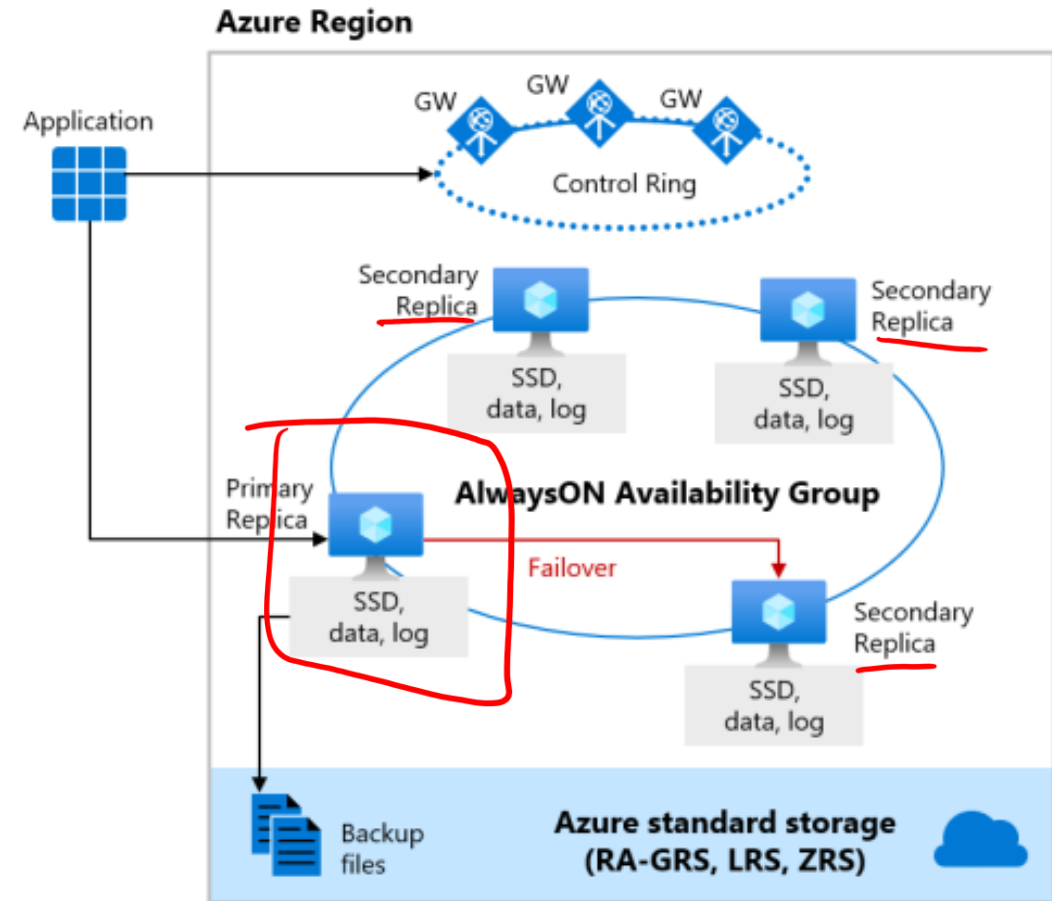 Azure Region
Application
GW
GW
GW
Control Ring
Secondary
Replica
Secondary
Replica
SSD,
data, log
SSD,
data, log
Primary
Replica
AlwaysON Availability Group
Failover
SSD,
data, log
Secondary
Replica
SSD,
data, log
Backup
files
Azure standard storage
(RA-GRS, LRS, ZRS)